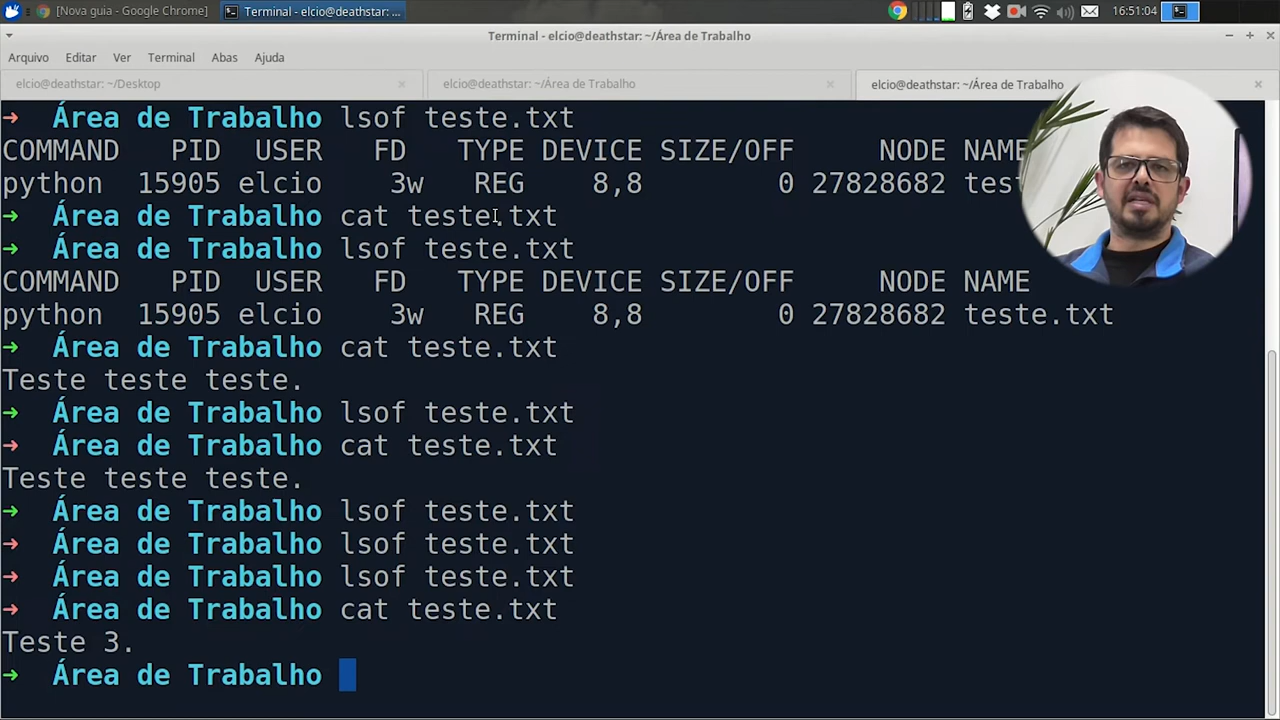 [Nova guia - Google Chrome]
Terminal - elcio@deathstar: ...
16:51:04
Terminal - elcio@deathstar: ~/Área de Trabalho
Arquivo Editar Ver Terminal Abas Ajuda
elcio@deathstar: ~/Desktop
elcio@deathstar: ~/Área de Trabalho
elcio@deathstar: ~/Área de Trabalho
➜ Área de Trabalho lsof teste.txt
COMMAND PID USER FD TYPE DEVICE SIZE/OFF NODE NAME
python 15905 elcio 3w REG 8,8 0 27828682
➜ Área de Trabalho cat teste.txt
➜ Área de Trabalho lsof teste.txt
COMMAND PID USER FD TYPE DEVICE SIZE/OFF NODE NAME
python 15905 elcio 3w REG 8,8 0 27828682 teste.txt
➜ Área de Trabalho cat teste.txt
Teste teste teste.
➜ Área de Trabalho lsof teste.txt
➜ Área de Trabalho cat teste.txt
Teste teste teste.
➜ Área de Trabalho lsof teste.txt
➜ Área de Trabalho lsof teste.txt
➜ Área de Trabalho lsof teste.txt
➜ Área de Trabalho cat teste.txt
Teste 3.
➜ Área de Trabalho